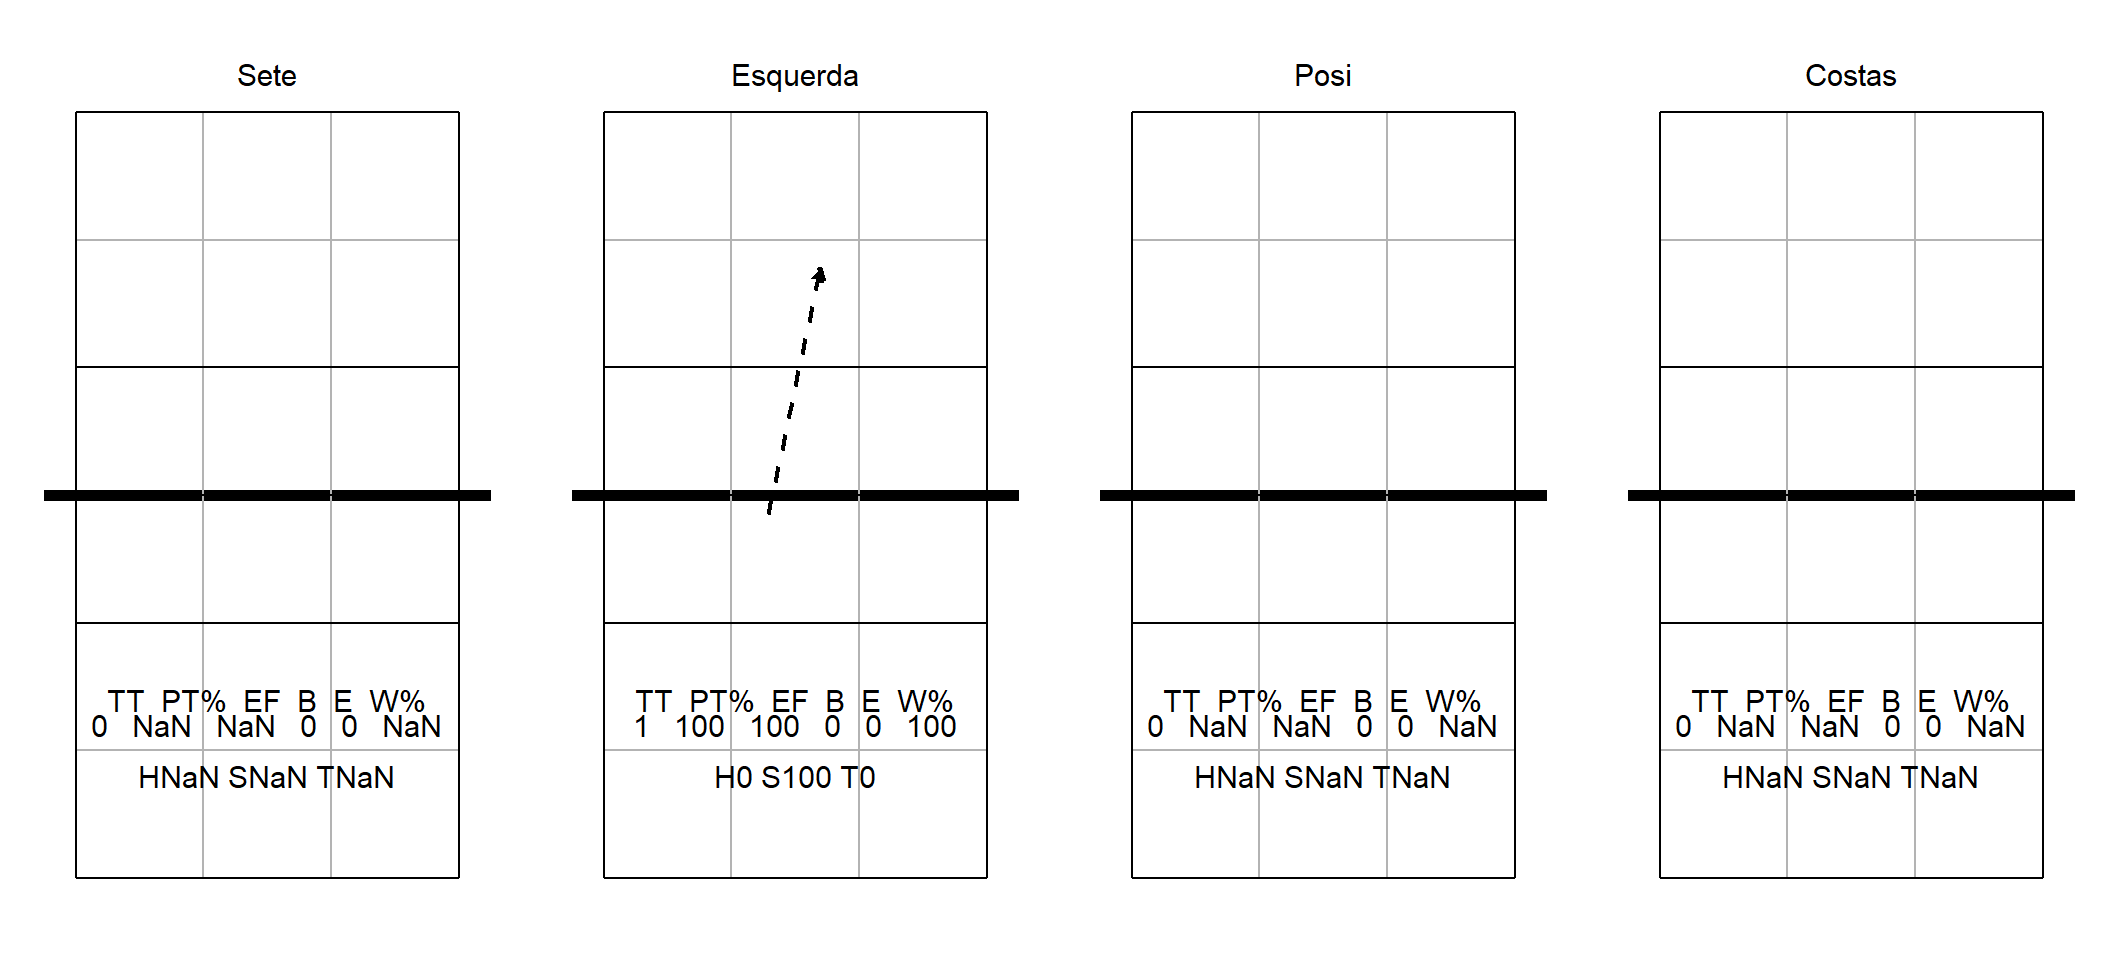 Sete
TT PT% EF B E W%
0 NaN NaN 0 0 NaN
HNaN SNaN TNaN
Esquerda
TT PT% EF B E W%
1 100 100 0 0 100
H0 S100 T0
Posi
TT PT% EF B E W%
0 NaN NaN 0 0 NaN
HNaN SNaN TNaN
Costas
TT PT% EF B E W%
0 NaN NaN 0 0 NaN
HNaN SNaN TNaN